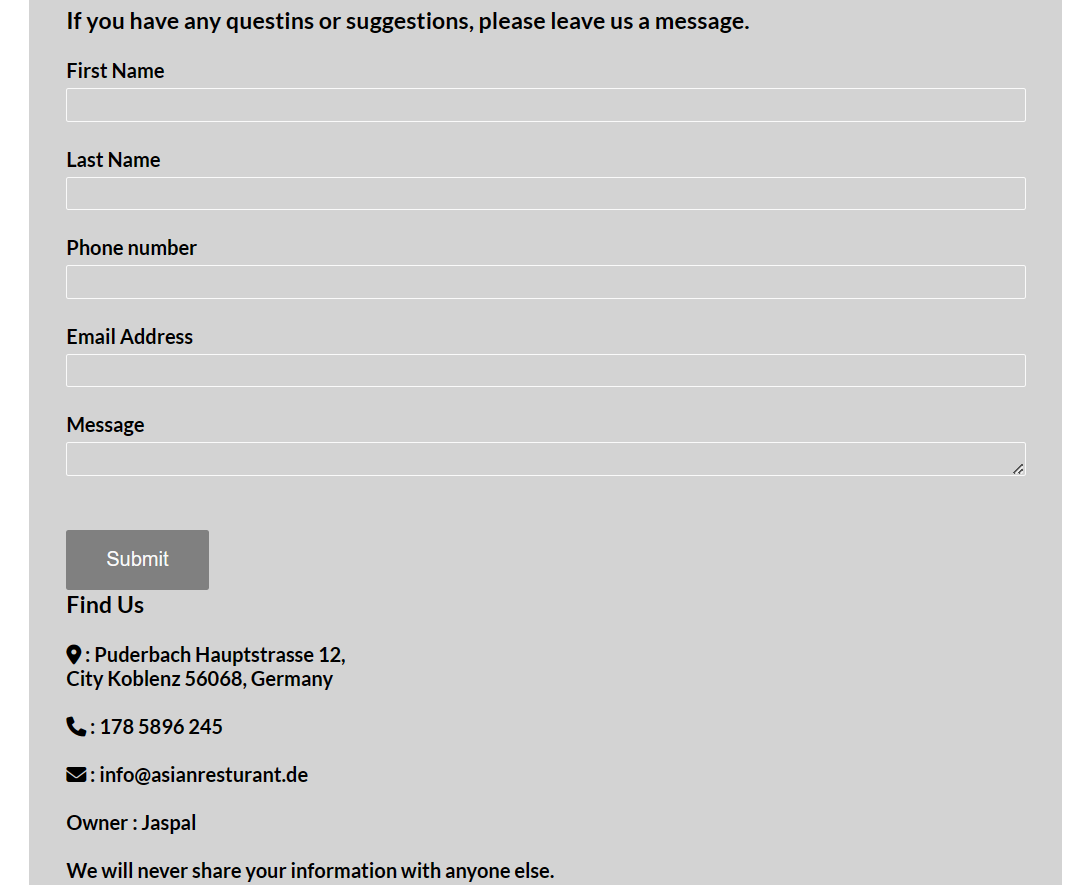 If you have any questins or suggestions, please leave us a message.
First Name
Last Name
Phone number
Email Address
Message
Submit
Find Us
: Puderbach Hauptstrasse 12,
City Koblenz 56068, Germany
: 178 5896 245
: info@asianresturant.de
Owner : Jaspal
We will never share your information with anyone else.